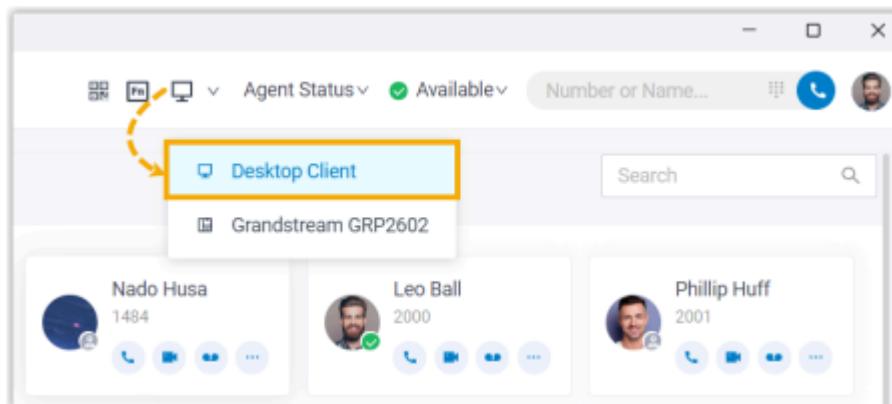 Fn Agent Status Available Number or Name...
Desktop Client
Search
Grandstream GRP2602
Nado Husa
1484
Leo Ball
2000
Phillip Huff
2001